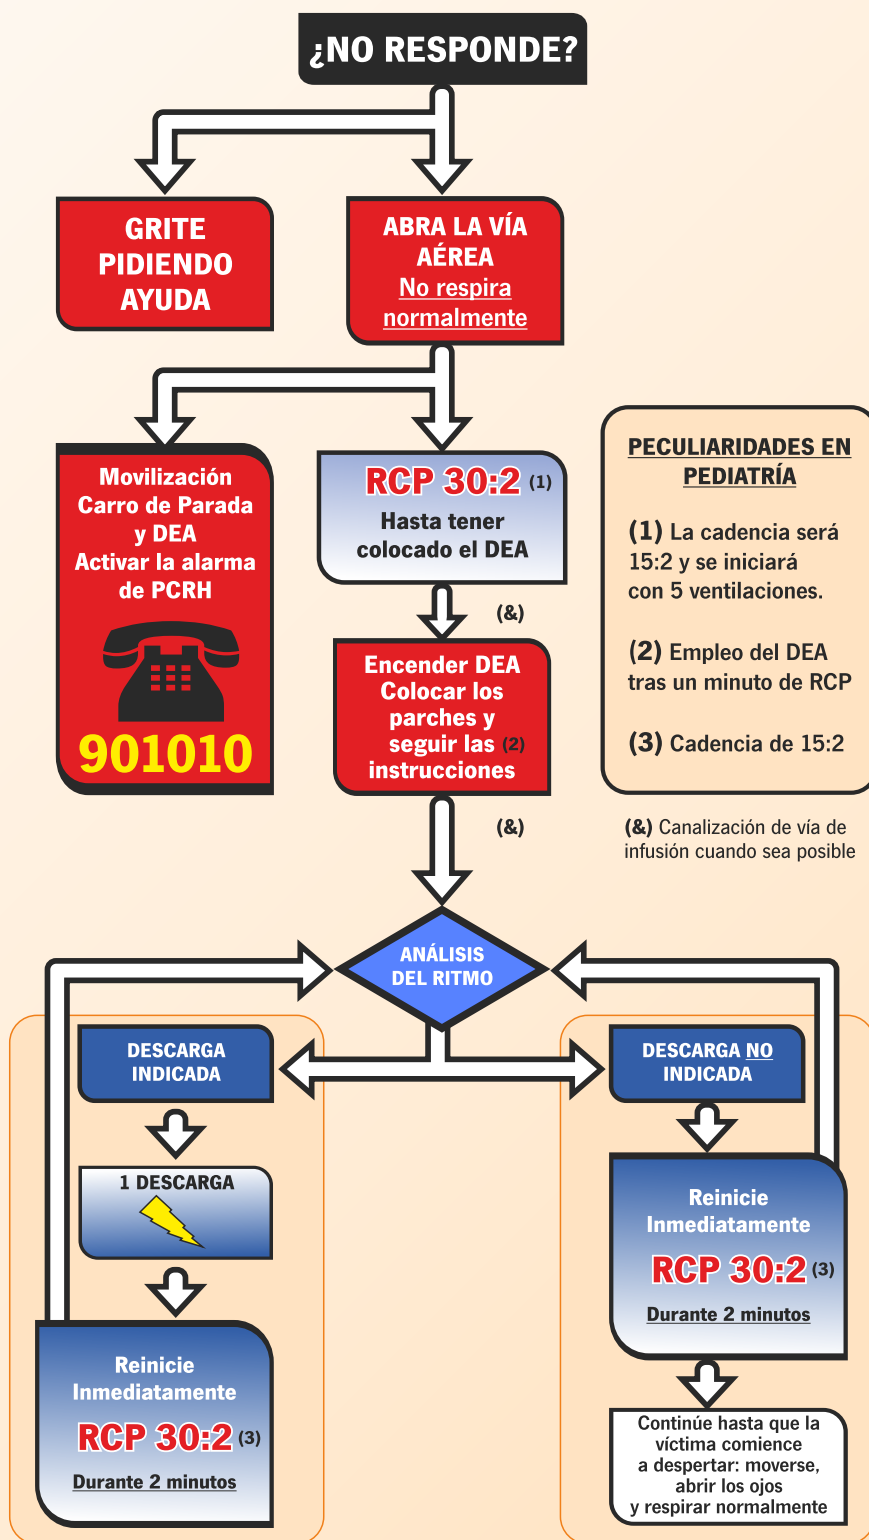 ¿NO RESPONDE?
GRITE
PIDIENDO
AYUDA
ABRA LA VÍA
AÉREA
No respira
normalmente
Movilización
Carro de Parada
y DEA
Activar la alarma
de PCRH
901010
RCP 30:2 (1)
Hasta tener
colocado el DEA
(&)
Encender DEA
Colocar los
parches y
seguir las (2)
instrucciones
(&)
PECULIARIDADES EN
PEDIATRÍA
(1) La cadencia será
15:2 y se iniciará
con 5 ventilaciones.
(2) Empleo del DEA
tras un minuto de RCP
(3) Cadencia de 15:2
(&) Canalización de vía de
infusión cuando sea posible
ANÁLISIS
DEL RITMO
DESCARGA
INDICADA
1 DESCARGA
Reinicie
Inmediatamente
RCP 30:2 (3)
Durante 2 minutos
DESCARGA NO
INDICADA
Reinicie
Inmediatamente
RCP 30:2 (3)
Durante 2 minutos
Continúe hasta que la
víctima comience
a despertar: moverse,
abrir los ojos
y respirar normalmente